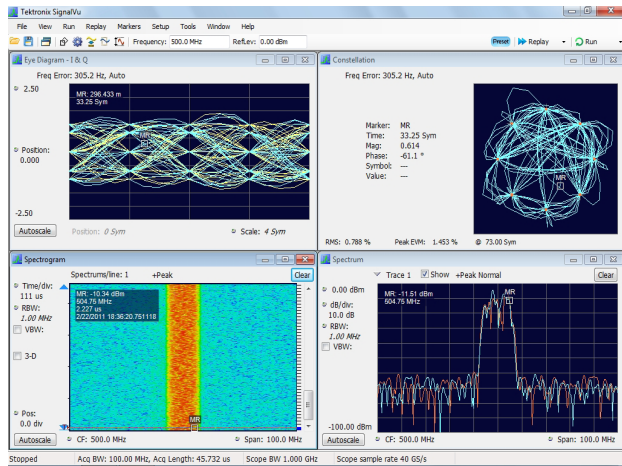 Tektronix SignalVu
File View Run Replay Markers Setup Tools Window Help
Frequency: 500.0 MHz RefLev: 0.00 dBm Preset Replay Run
Eye Diagram - I & Q
Freq Error: 305.2 Hz, Auto
2.50
MR: 296.433 m
33.25 Sym
MR
Position:
0.000
-2.50
Autoscale Position: 0 Sym Scale: 4 Sym
Constellation
Freq Error: 305.2 Hz, Auto
Marker: MR
Time: 33.25 Sym
Mag: 0.614
Phase: -61.1 °
Symbol: ---
Value: ---
MR
RMS: 0.788 % Peak EVM: 1.453 % @ 73.00 Sym
Spectrogram
Spectrums/line: 1 +Peak Clear
Time/div:
111 us
RBW:
1.00 MHz
VBW:
3-D
Pos:
0.0 div
MR: -10.34 dBm
504.75 MHz
2.227 us
2/22/2011 18:36:20.751118
MR
Autoscale CF: 500.0 MHz Span: 100.0 MHz
Spectrum
Trace 1 Show +Peak Normal Clear
0.00 dBm
dB/div:
10.0 dB
RBW:
1.00 MHz
VBW:
MR: -11.51 dBm
504.75 MHz
MR
-100.00 dBm
Autoscale CF: 500.0 MHz Span: 100.0 MHz
Stopped Acq BW: 100.00 MHz, Acq Length: 45.732 us Scope BW 1.000 GHz Scope sample rate 40 GS/s